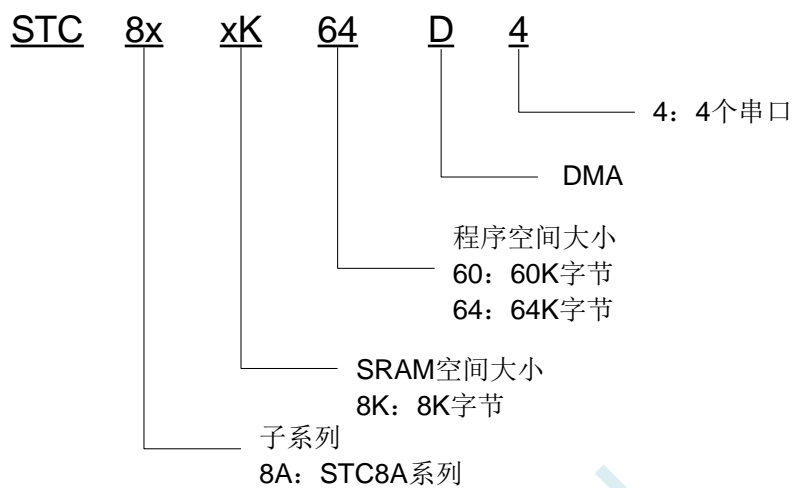 STC 8x xK 64 D 4
4：4个串口
DMA
程序空间大小
60：60K字节
64：64K字节
SRAM空间大小
8K：8K字节
子系列
8A：STC8A系列